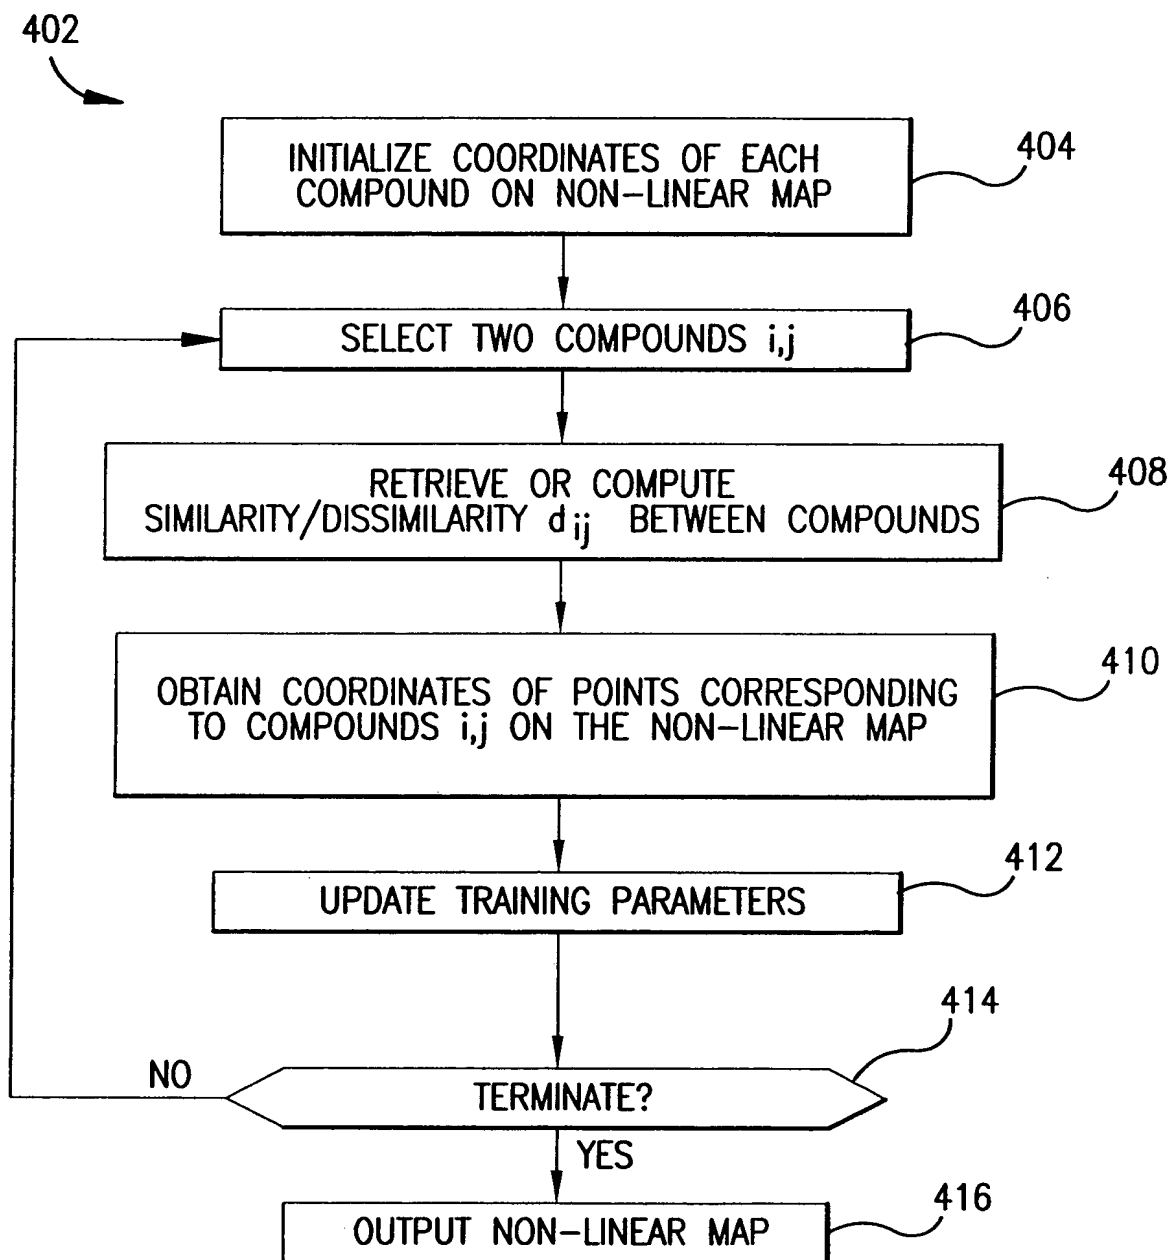 402
INITIALIZE COORDINATES OF EACH
COMPOUND ON NON-LINEAR MAP
404
SELECT TWO COMPOUNDS i,j
406
RETRIEVE OR COMPUTE
SIMILARITY/DISSIMILARITY dij BETWEEN COMPOUNDS
408
OBTAIN COORDINATES OF POINTS CORRESPONDING
TO COMPOUNDS i,j ON THE NON-LINEAR MAP
410
UPDATE TRAINING PARAMETERS
412
TERMINATE?
414
NO
YES
OUTPUT NON-LINEAR MAP
416